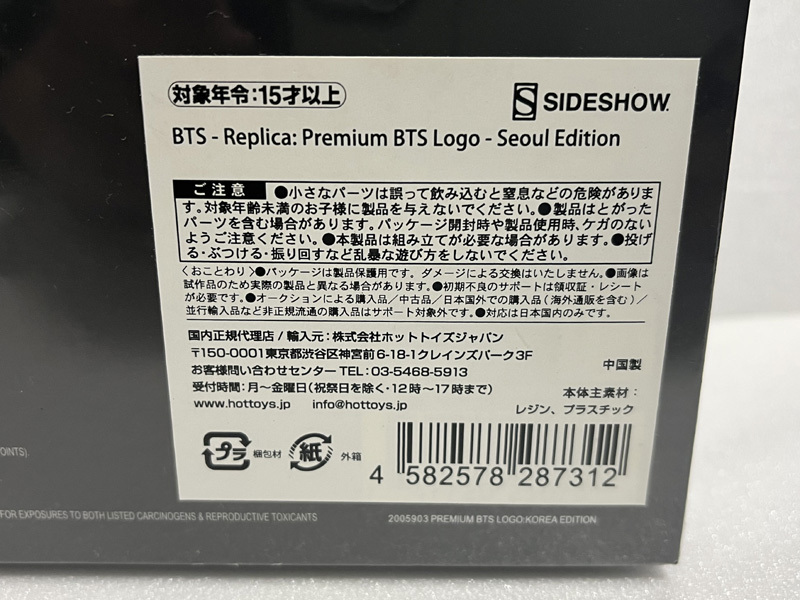 対象年令:15才以上
SIDESHOW
BTS - Replica: Premium BTS Logo - Seoul Edition
ご注意 ●小さなパーツは誤って飲み込むと窒息などの危険がありま
す。対象年齢未満のお子様に製品を与えないでください。●製品はとがった
パーツを含む場合があります。パッケージ開封時や製品使用時、ケガのない
ようご注意ください。●本製品は組み立てが必要な場合があります。●投げ
る・ぶつける・振り回すなど乱暴な遊び方をしないでください。
〈おことわり〉●パッケージは製品保護用です。ダメージによる交換はいたしません。●画像は
試作品のため実際の製品と異なる場合があります。●初期不良のサポートは領収証・レシート
が必要です。●オークションによる購入品／中古品／日本国外での購入品(海外通販を含む)／
並行輸入品など非正規流通の購入品はサポート対象外です。●対応は日本国内のみです。
国内正規代理店 / 輸入元：株式会社ホットトイズジャパン
〒150-0001東京都渋谷区神宮前6-18-1クレインズパーク3F
お客様問い合わせセンター TEL：03-5468-5913
受付時間：月～金曜日(祝祭日を除く・12時～17時まで)
www.hottoys.jp info@hottoys.jp
中国製
本体主素材：
レジン、プラスチック
プラ 梱包材 紙 外箱
4 582578 287312
OINTS).
FOR EXPOSURES TO BOTH LISTED CARCINOGENS & REPRODUCTIVE TOXICANTS
2005903 PREMIUM BTS LOGO:KOREA EDITION